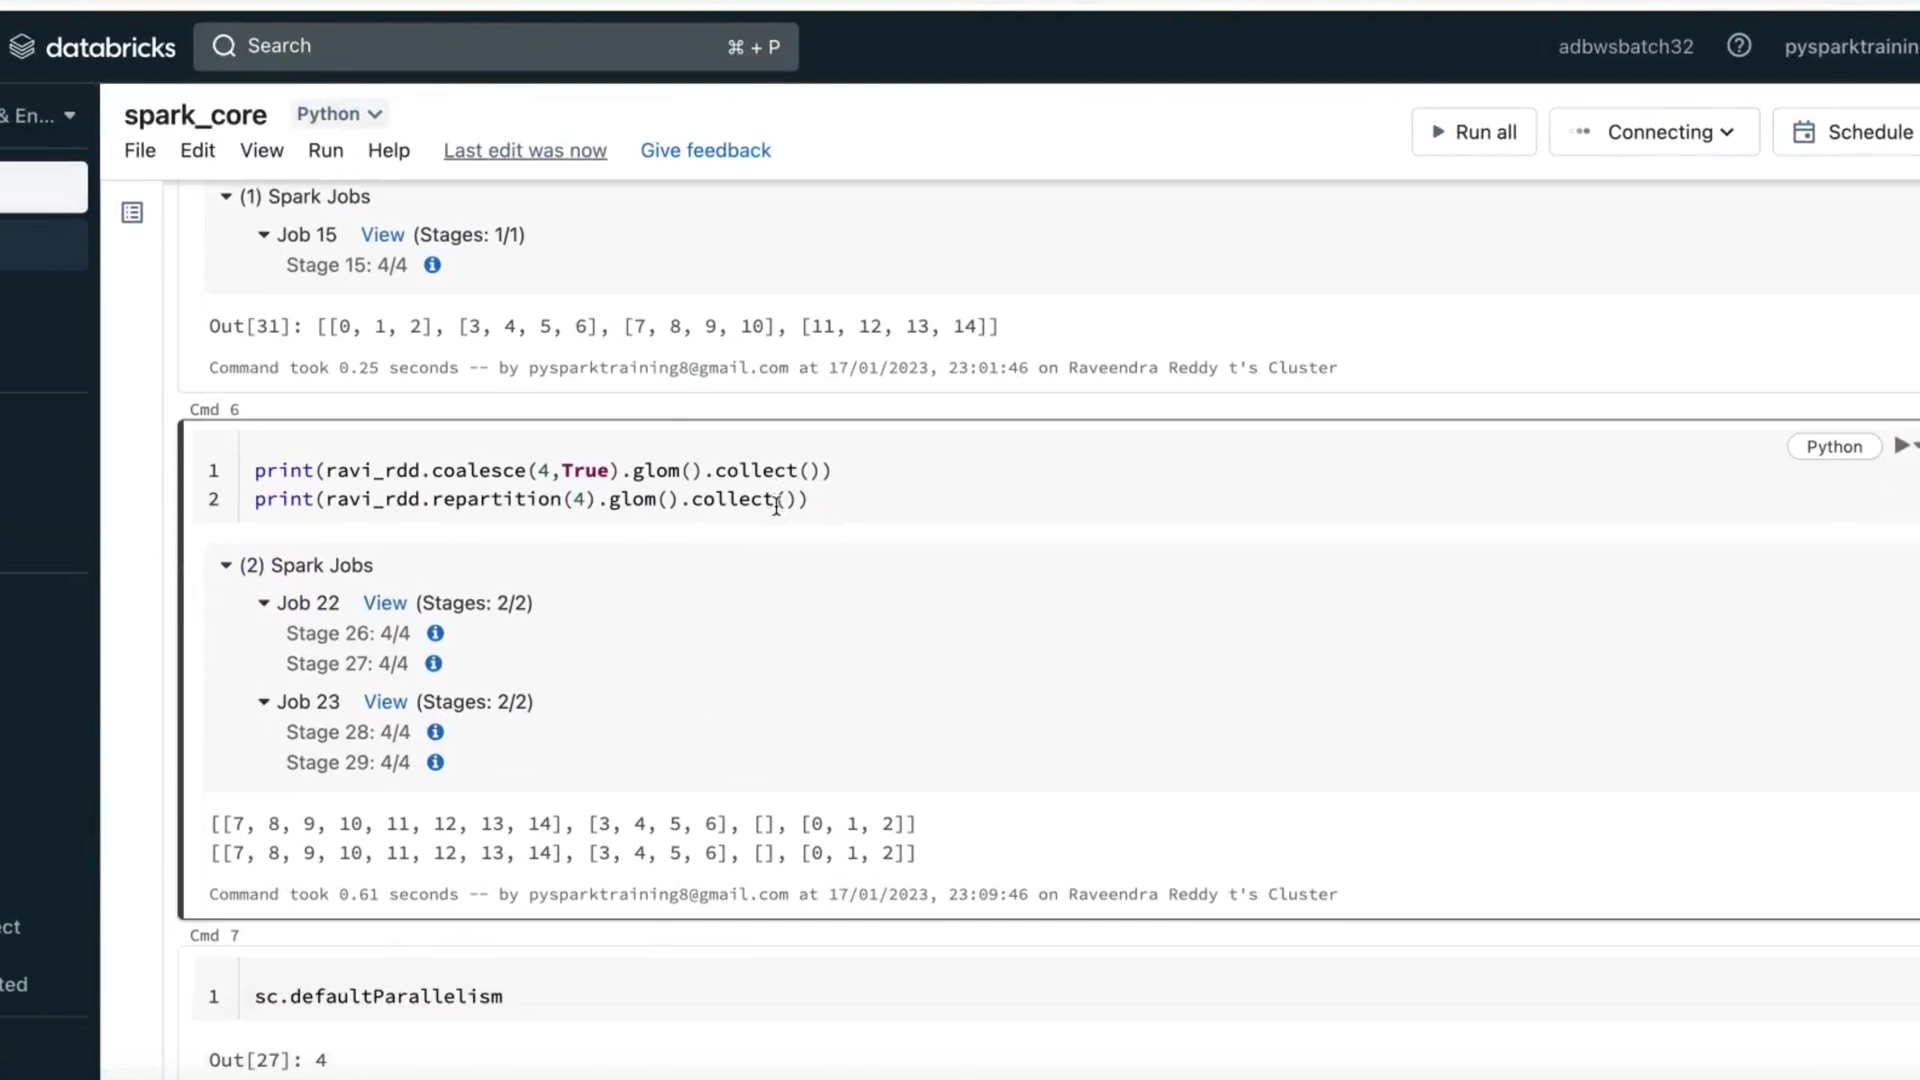 databricks
Search
⌘ + P
adbwsbatch32
pysparktrainin
& En...
spark_core
Python
File Edit View Run Help Last edit was now Give feedback
Run all
Connecting
Schedule
(1) Spark Jobs
Job 15 View (Stages: 1/1)
Stage 15: 4/4
Out[31]: [[0, 1, 2], [3, 4, 5, 6], [7, 8, 9, 10], [11, 12, 13, 14]]
Command took 0.25 seconds -- by pysparktraining8@gmail.com at 17/01/2023, 23:01:46 on Raveendra Reddy t's Cluster
Cmd 6
Python
1 print(ravi_rdd.coalesce(4,True).glom().collect())
2 print(ravi_rdd.repartition(4).glom().collect())
(2) Spark Jobs
Job 22 View (Stages: 2/2)
Stage 26: 4/4
Stage 27: 4/4
Job 23 View (Stages: 2/2)
Stage 28: 4/4
Stage 29: 4/4
[[7, 8, 9, 10, 11, 12, 13, 14], [3, 4, 5, 6], [], [0, 1, 2]]
[[7, 8, 9, 10, 11, 12, 13, 14], [3, 4, 5, 6], [], [0, 1, 2]]
Command took 0.61 seconds -- by pysparktraining8@gmail.com at 17/01/2023, 23:09:46 on Raveendra Reddy t's Cluster
ect
Cmd 7
ted
1 sc.defaultParallelism
Out[27]: 4